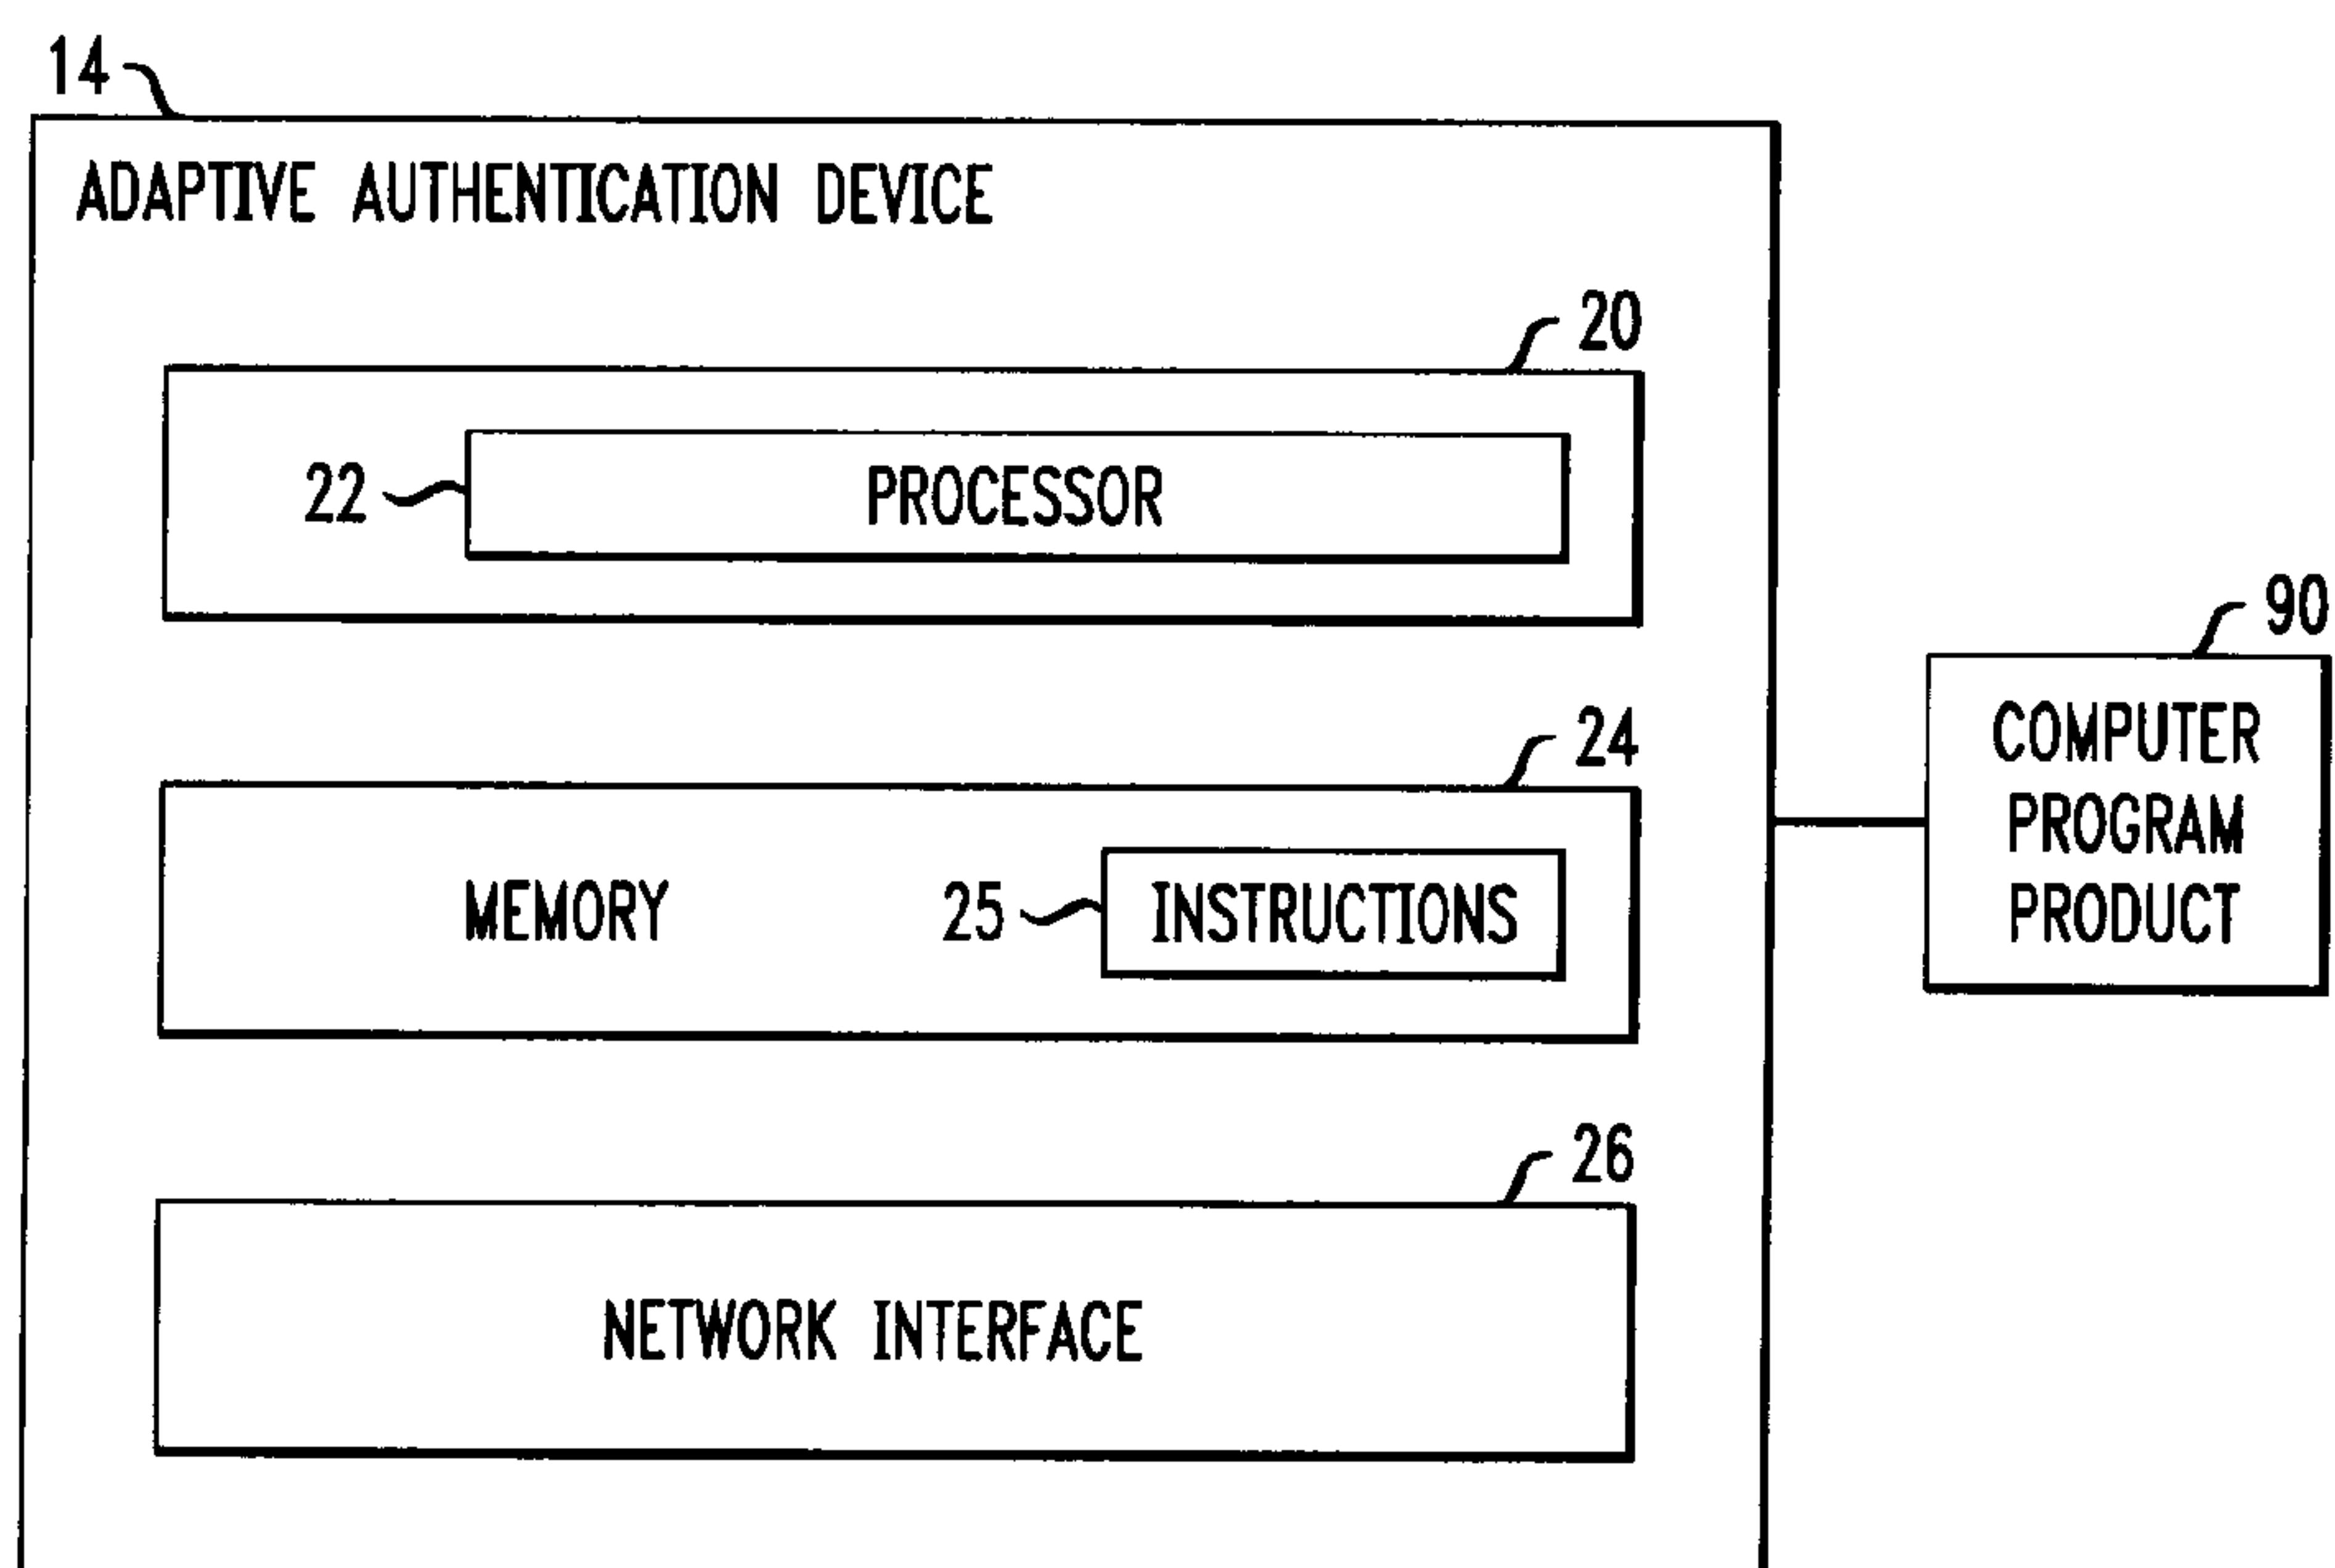 14
ADAPTIVE AUTHENTICATION DEVICE
20
22
PROCESSOR
90
COMPUTER
PROGRAM
PRODUCT
24
MEMORY
25
INSTRUCTIONS
26
NETWORK INTERFACE